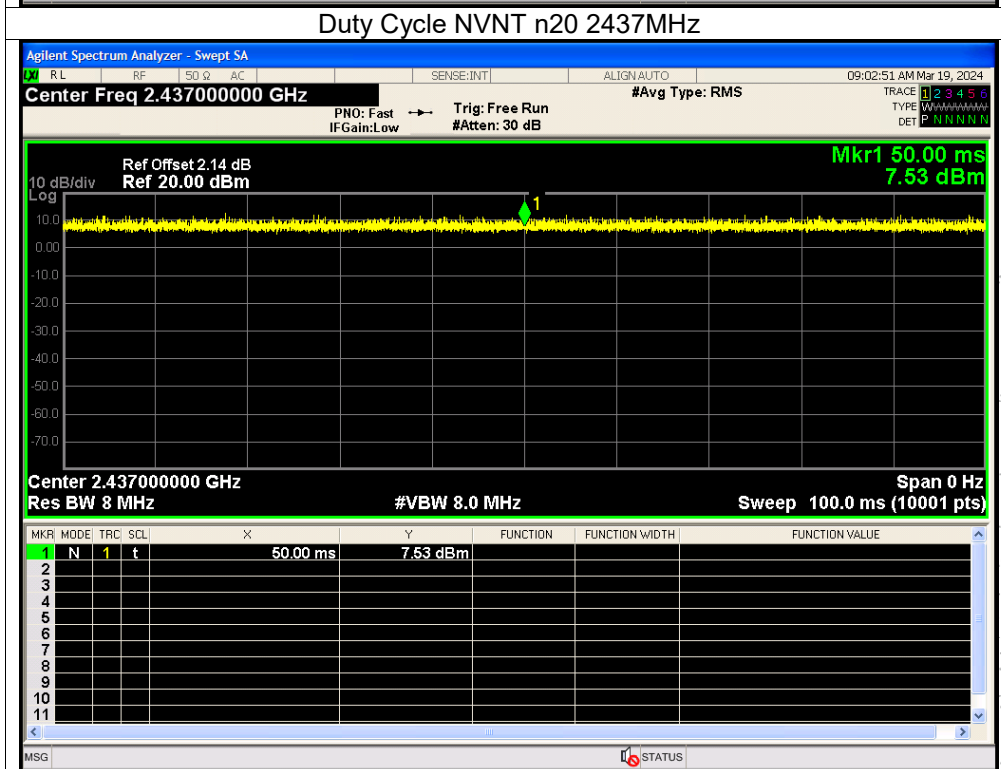 Duty Cycle NVNT n20 2437MHz
Agilent Spectrum Analyzer - Swept SA
LXI RL RF 50 Ω AC SENSE:INT ALIGN AUTO 09:02:51 AM Mar 19, 2024
Center Freq 2.437000000 GHz #Avg Type: RMS TRACE 1 2 3 4 5 6
PNO: Fast Trig: Free Run TYPE WWWWWW
IFGain:Low #Atten: 30 dB DET P N N N N N
Mkr1 50.00 ms
Ref Offset 2.14 dB
10 dB/div Ref 20.00 dBm 7.53 dBm
Log
1
10.0
0.00
-10.0
-20.0
-30.0
-40.0
-50.0
-60.0
-70.0
Center 2.437000000 GHz Span 0 Hz
Res BW 8 MHz #VBW 8.0 MHz Sweep 100.0 ms (10001 pts)
MKR MODE TRC SCL X Y FUNCTION FUNCTION WIDTH FUNCTION VALUE
1 N 1 t 50.00 ms 7.53 dBm
2
3
4
5
6
7
8
9
10
11
MSG STATUS